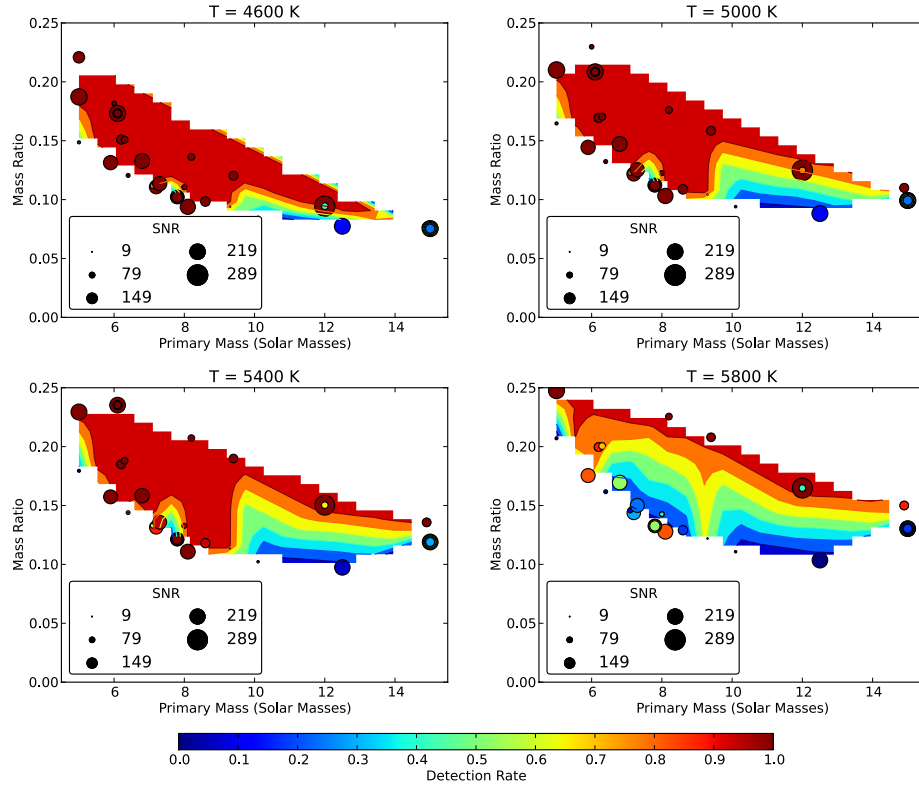 T = 4600 K
T = 5000 K
0.25
0.20
0.15
0.10
0.05
0.00
Mass Ratio
SNR
9 219
79 289
149
6 8 10 12 14
Primary Mass (Solar Masses)
0.25
0.20
0.15
0.10
0.05
0.00
Mass Ratio
SNR
9 219
79 289
149
6 8 10 12 14
Primary Mass (Solar Masses)
T = 5400 K
T = 5800 K
0.25
0.20
0.15
0.10
0.05
0.00
Mass Ratio
SNR
9 219
79 289
149
6 8 10 12 14
Primary Mass (Solar Masses)
0.25
0.20
0.15
0.10
0.05
0.00
Mass Ratio
SNR
9 219
79 289
149
6 8 10 12 14
Primary Mass (Solar Masses)
0.0 0.1 0.2 0.3 0.4 0.5 0.6 0.7 0.8 0.9 1.0
Detection Rate